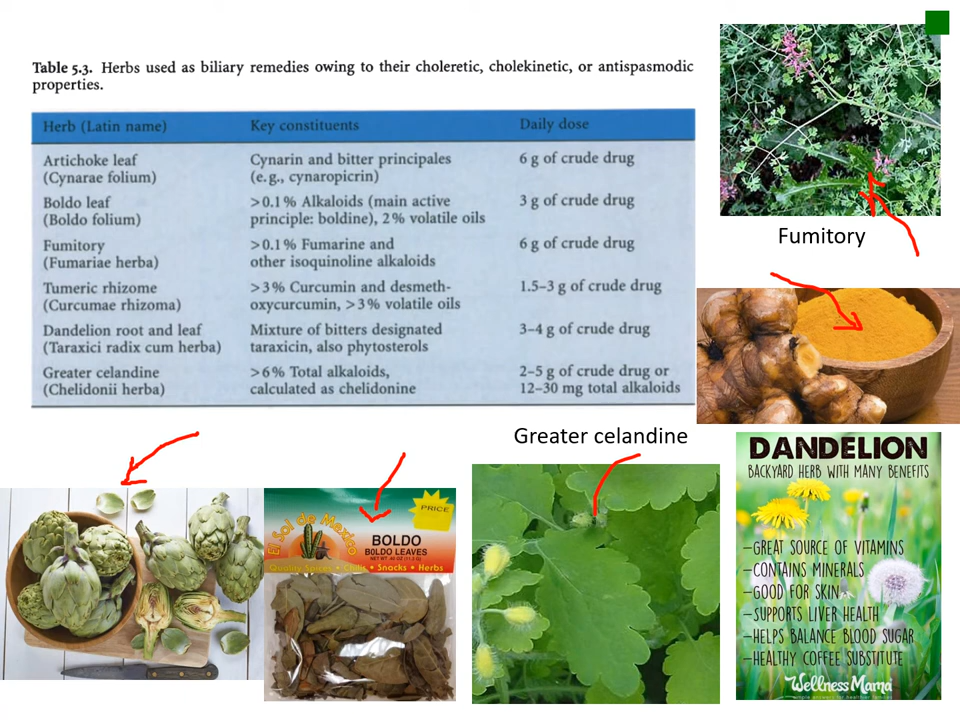 Table 5.3. Herbs used as biliary remedies owing to their choleretic, cholekinetic, or antispasmodic
properties.
Herb (Latin name) Key constituents Daily dose
Artichoke leaf Cynarin and bitter principales 6 g of crude drug
(Cynarae folium) (e. g., cynaropicrin)
Boldo leaf >0.1 % Alkaloids (main active 3 g of crude drug
(Boldo folium) principle: boldine), 2 % volatile oils
Fumitory >0.1 % Fumarine and 6 g of crude drug
(Fumariae herba) other isoquinoline alkaloids
Tumeric rhizome >3 % Curcumin and desmeth- 1.5–3 g of crude drug
(Curcumae rhizoma) oxycurcumin, >3 % volatile oils
Dandelion root and leaf Mixture of bitters designated 3–4 g of crude drug
(Taraxici radix cum herba) taraxicin, also phytosterols
Greater celandine >6 % Total alkaloids, 2–5 g of crude drug or
(Chelidonii herba) calculated as chelidonine 12–30 mg total alkaloids
Fumitory
Greater celandine
El Sol de Mexico
PRICE
BOLDO
BOLDO LEAVES
Quality Spices • Chilis • Snacks • Herbs
DANDELION
BACKYARD HERB WITH MANY BENEFITS
–GREAT SOURCE OF VITAMINS
–CONTAINS MINERALS
–GOOD FOR SKIN
–SUPPORTS LIVER HEALTH
–HELPS BALANCE BLOOD SUGAR
–HEALTHY COFFEE SUBSTITUTE
Wellness Mama